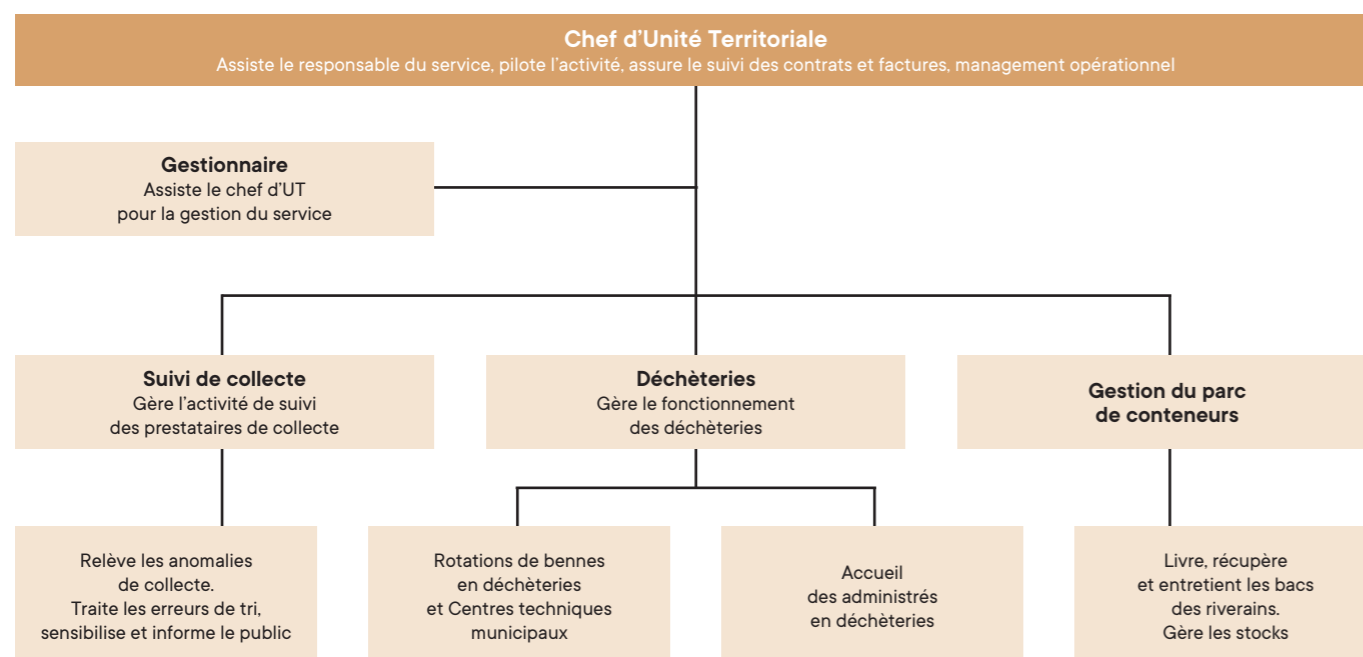 Chef d’Unité Territoriale
Assiste le responsable du service, pilote l’activité, assure le suivi des contrats et factures, management opérationnel
Gestionnaire
Assiste le chef d’UT
pour la gestion du service
Suivi de collecte
Gère l’activité de suivi
des prestataires de collecte
Déchèteries
Gère le fonctionnement
des déchèteries
Gestion du parc
de conteneurs
Relève les anomalies
de collecte.
Traite les erreurs de tri,
sensibilise et informe le public
Rotations de bennes
en déchèteries
et Centres techniques
municipaux
Accueil
des administrés
en déchèteries
Livre, récupère
et entretient les bacs
des riverains.
Gère les stocks